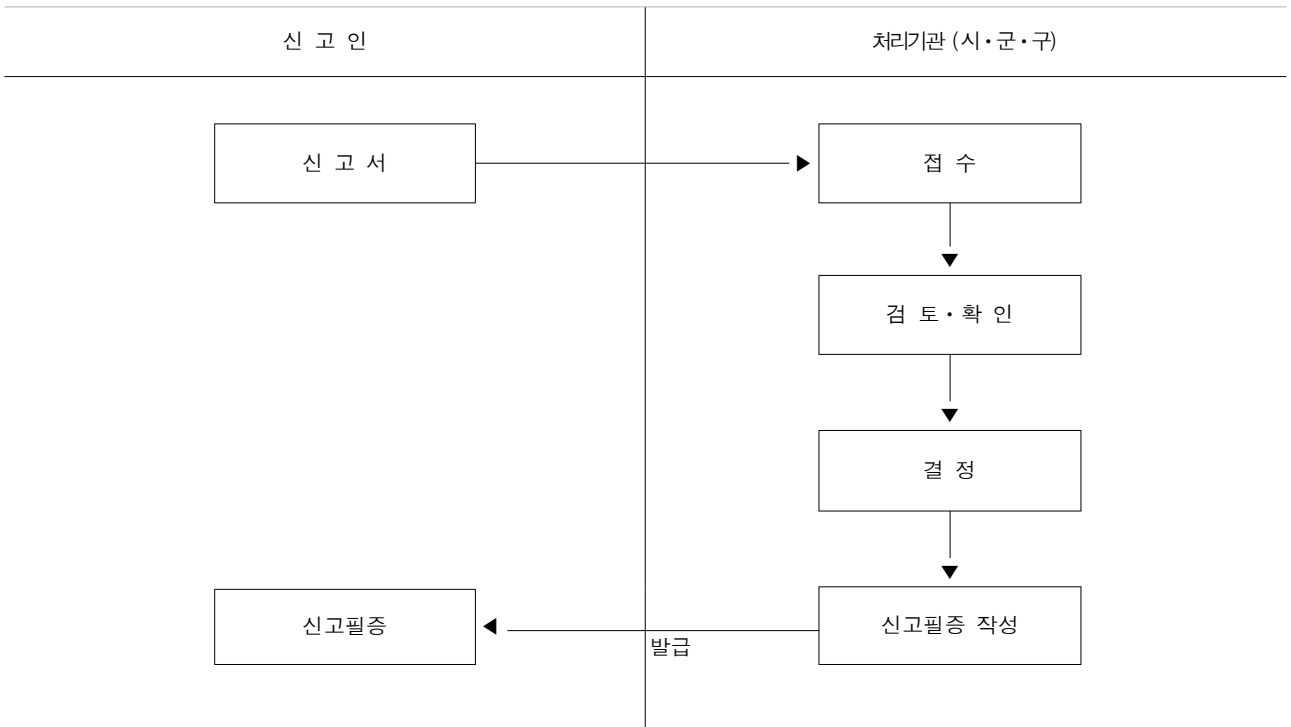 신 고 인
처리기관 (시・군・구)
신 고 서
접 수
검 토・확 인
결 정
신고필증 작성
발급
신고필증